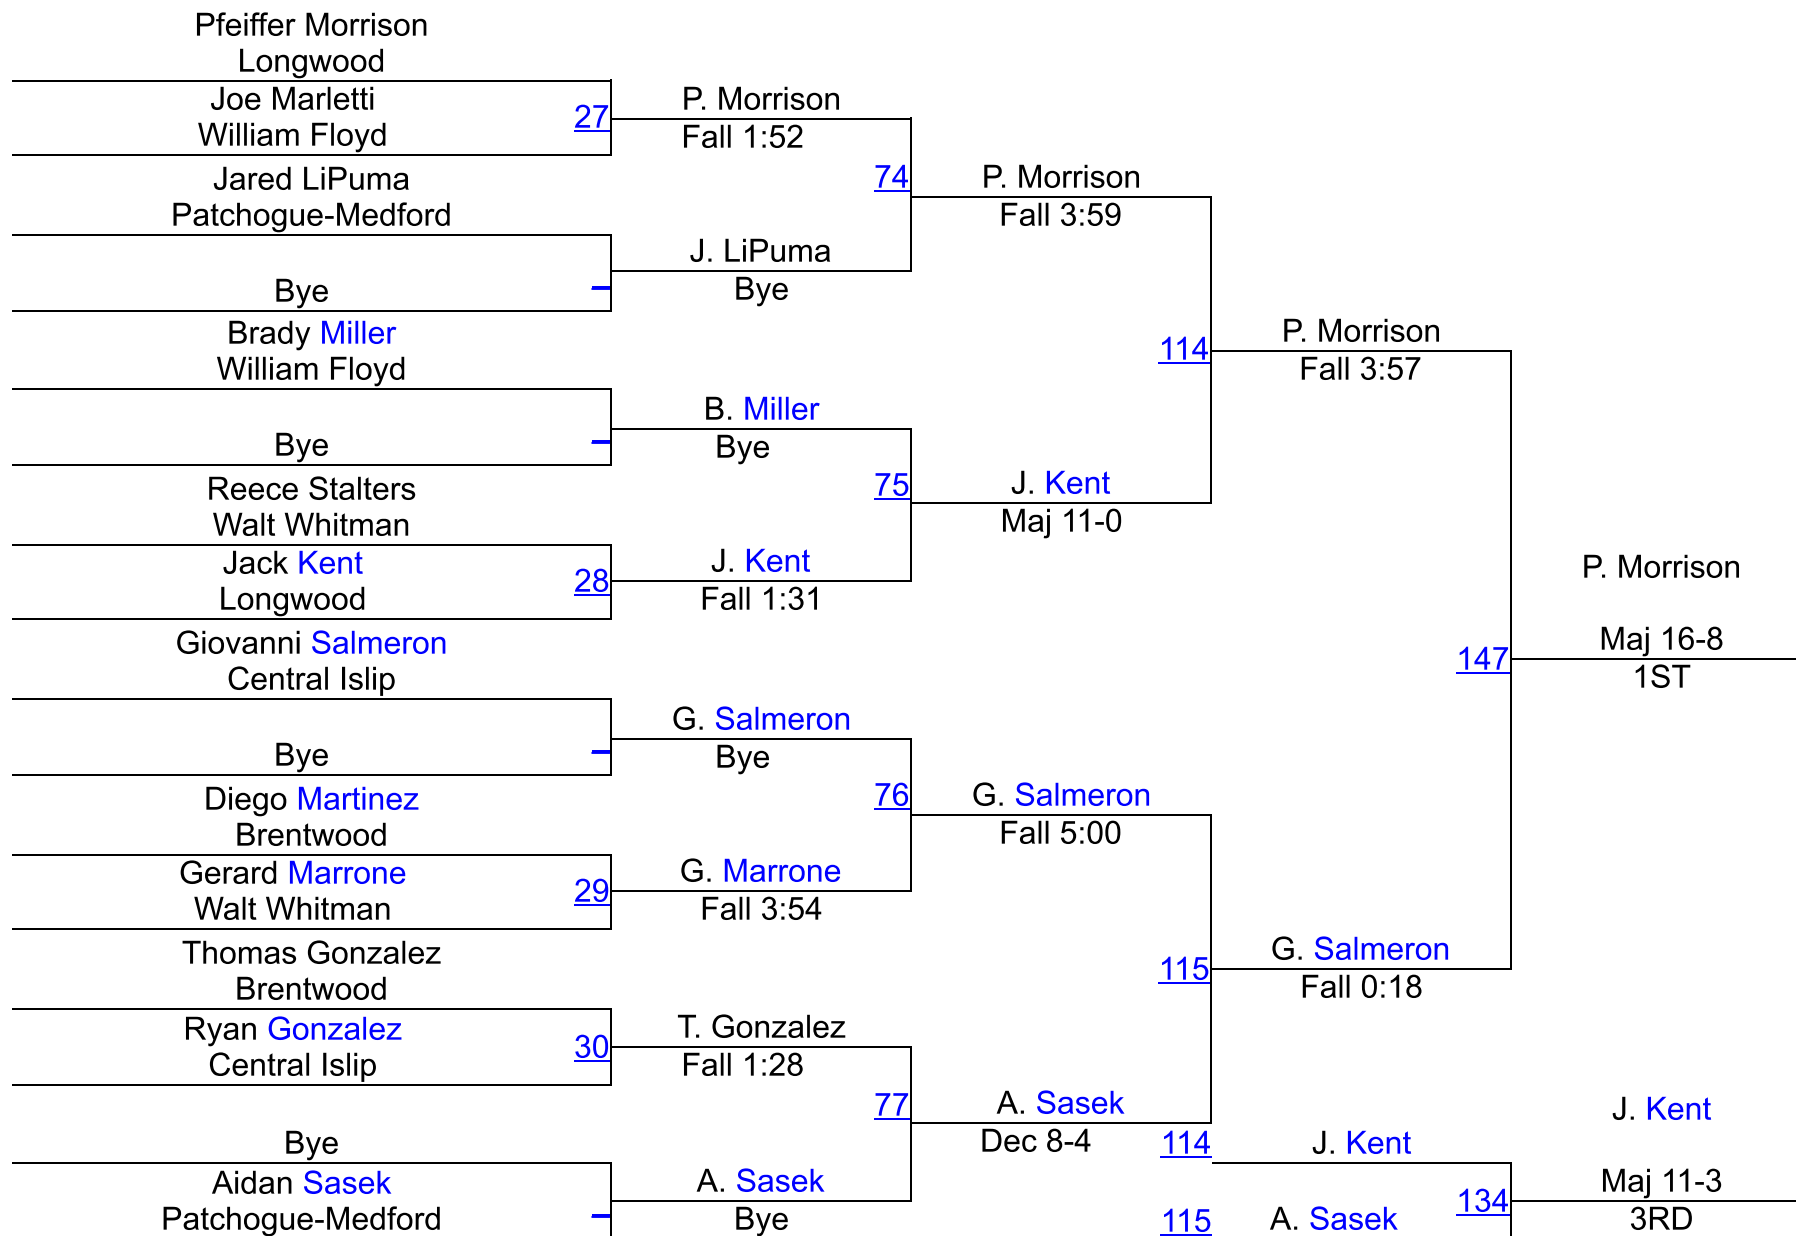 Pfeiffer Morrison
Longwood
Joe Marletti
William Floyd
27
Jared LiPuma
Patchogue-Medford
Bye
Brady Miller
William Floyd
Bye
Reece Stalters
Walt Whitman
Jack Kent
Longwood
28
Giovanni Salmeron
Central Islip
Bye
Diego Martinez
Brentwood
Gerard Marrone
Walt Whitman
29
Thomas Gonzalez
Brentwood
Ryan Gonzalez
Central Islip
30
Bye
Aidan Sasek
Patchogue-Medford
P. Morrison
Fall 1:52
74
J. LiPuma
Bye
B. Miller
Bye
75
J. Kent
Fall 1:31
G. Salmeron
Bye
76
G. Marrone
Fall 3:54
T. Gonzalez
Fall 1:28
77
A. Sasek
Bye
P. Morrison
Fall 3:59
114
J. Kent
Maj 11-0
G. Salmeron
Fall 5:00
115
A. Sasek
Dec 8-4
P. Morrison
Fall 3:57
147
G. Salmeron
Fall 0:18
P. Morrison
Maj 16-8
1ST
114
J. Kent
115
A. Sasek
134
J. Kent
Maj 11-3
3RD